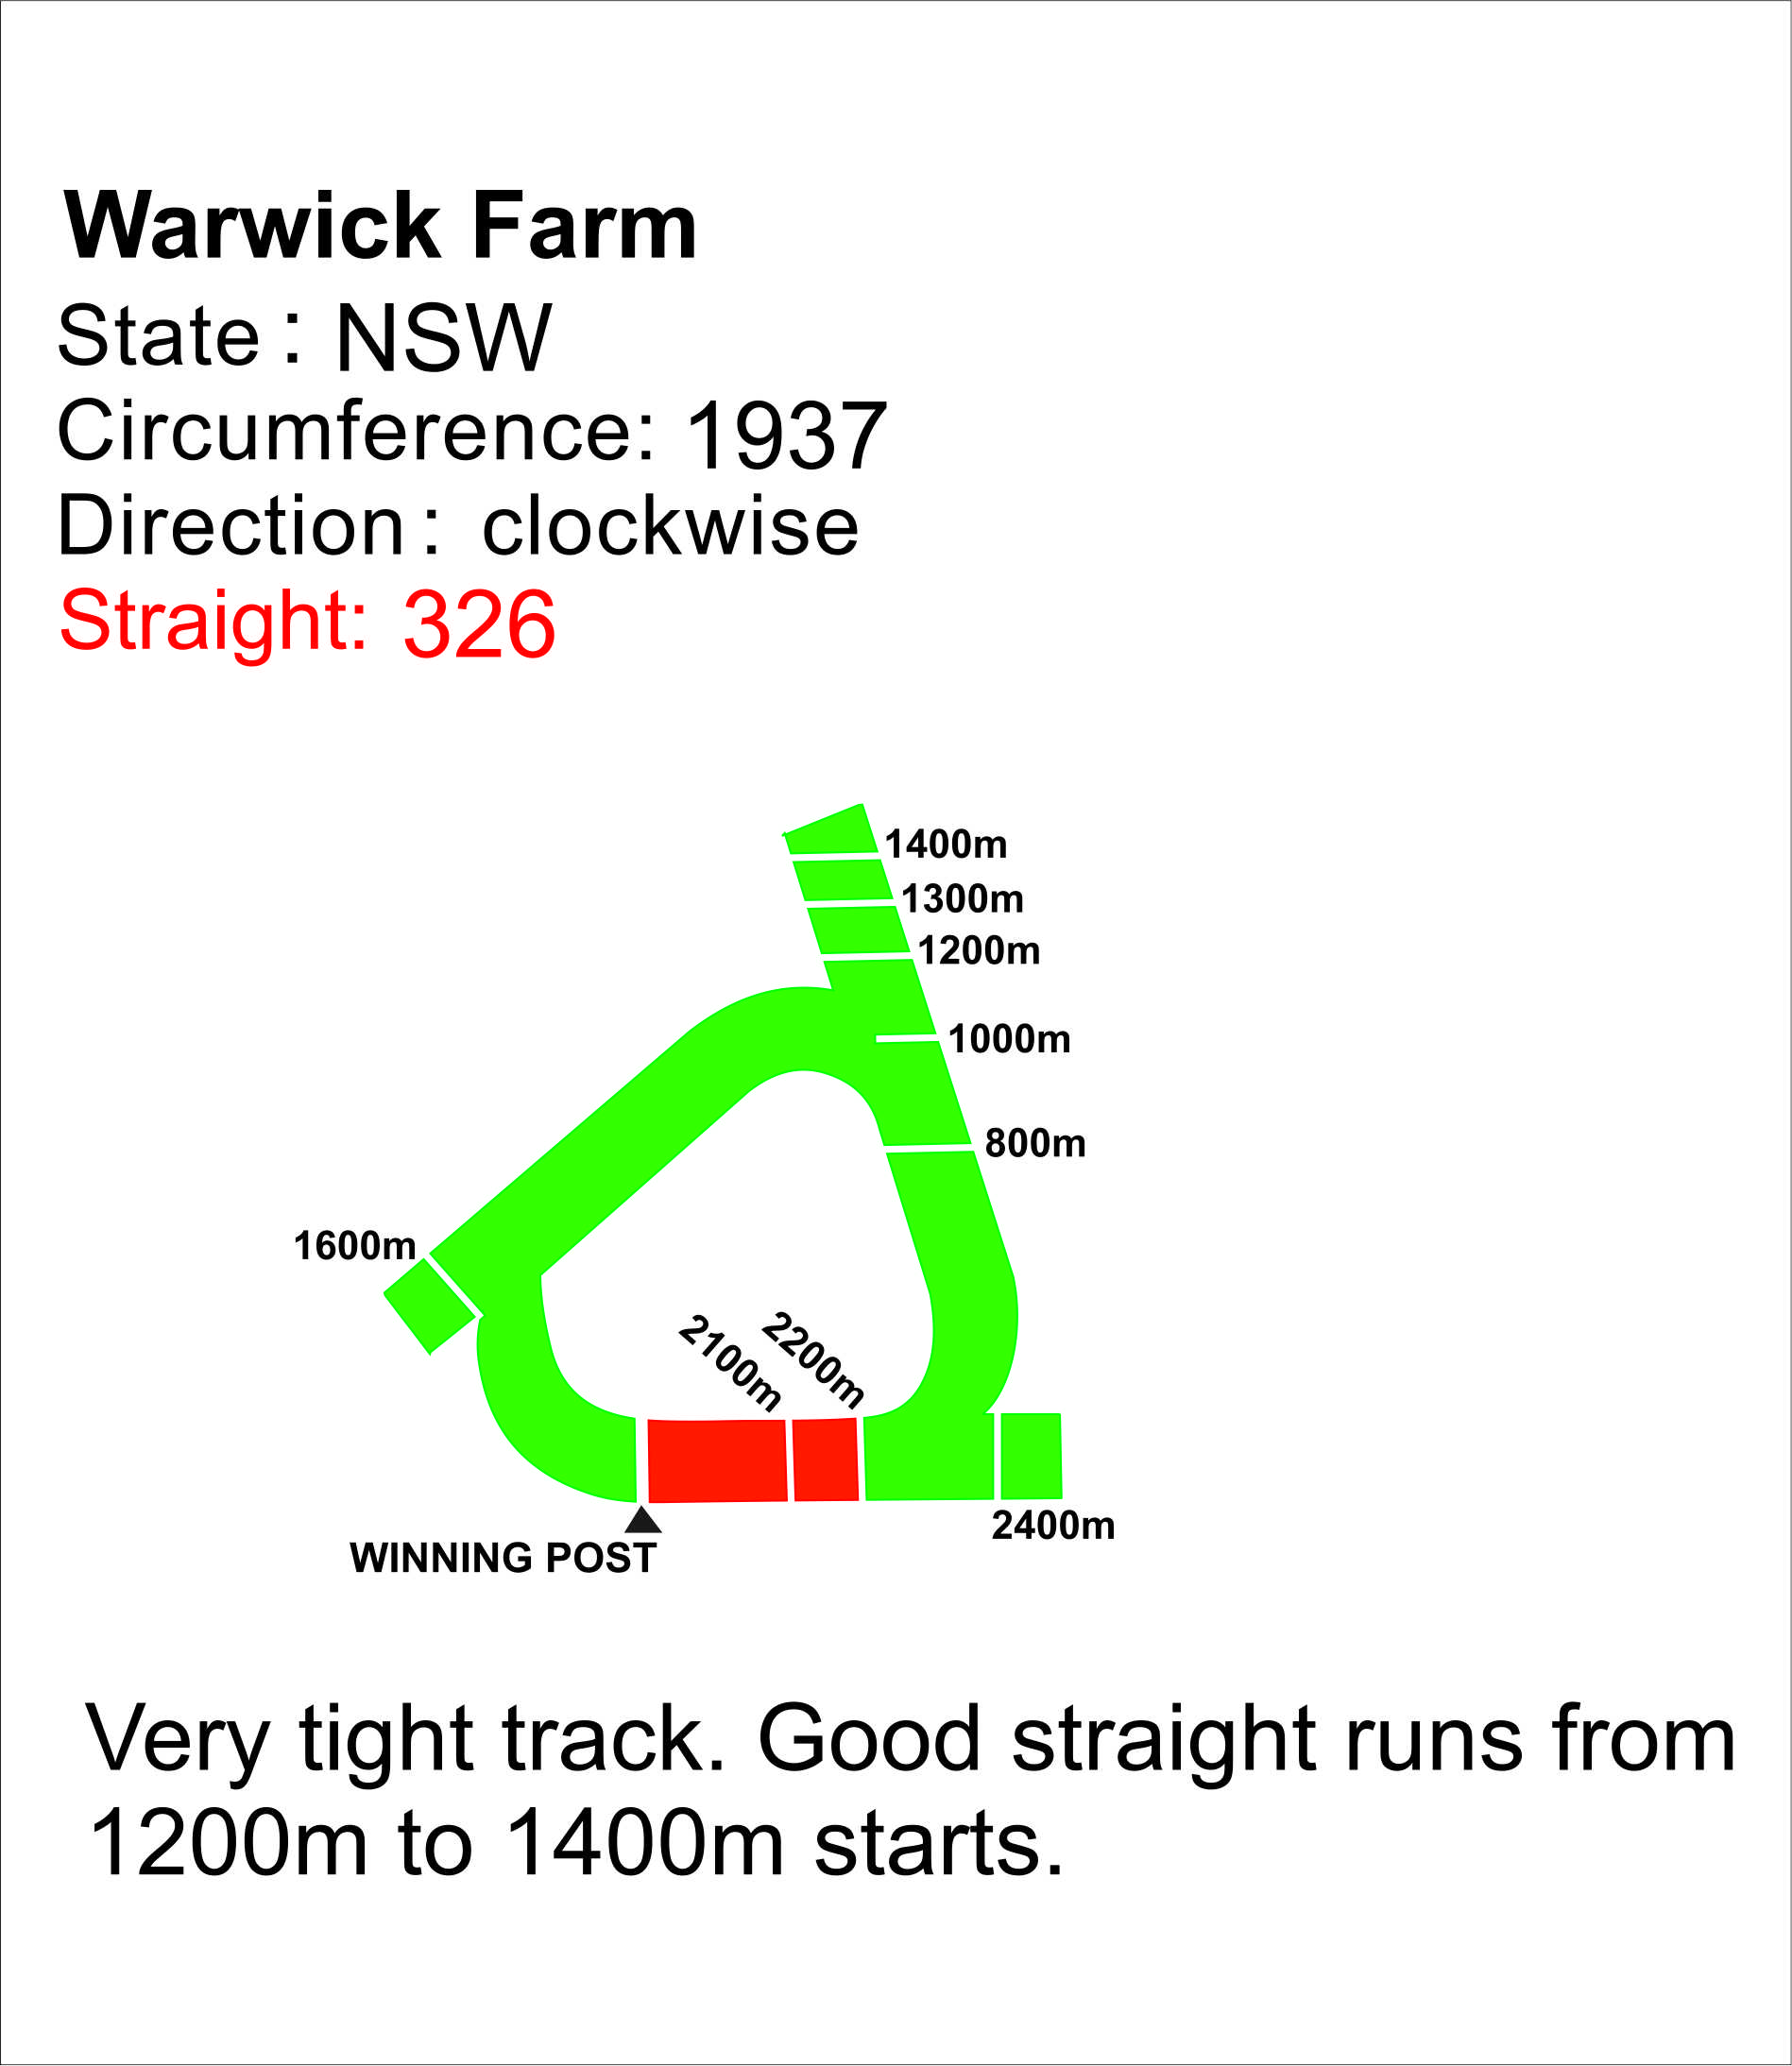 Warwick Farm
State : NSW
Circumference: 1937
Direction : clockwise
Straight: 326
1400m
1300m
1200m
1000m
800m
1600m
2100m
2200m
2400m
WINNING POST
Very tight track. Good straight runs from
1200m to 1400m starts.